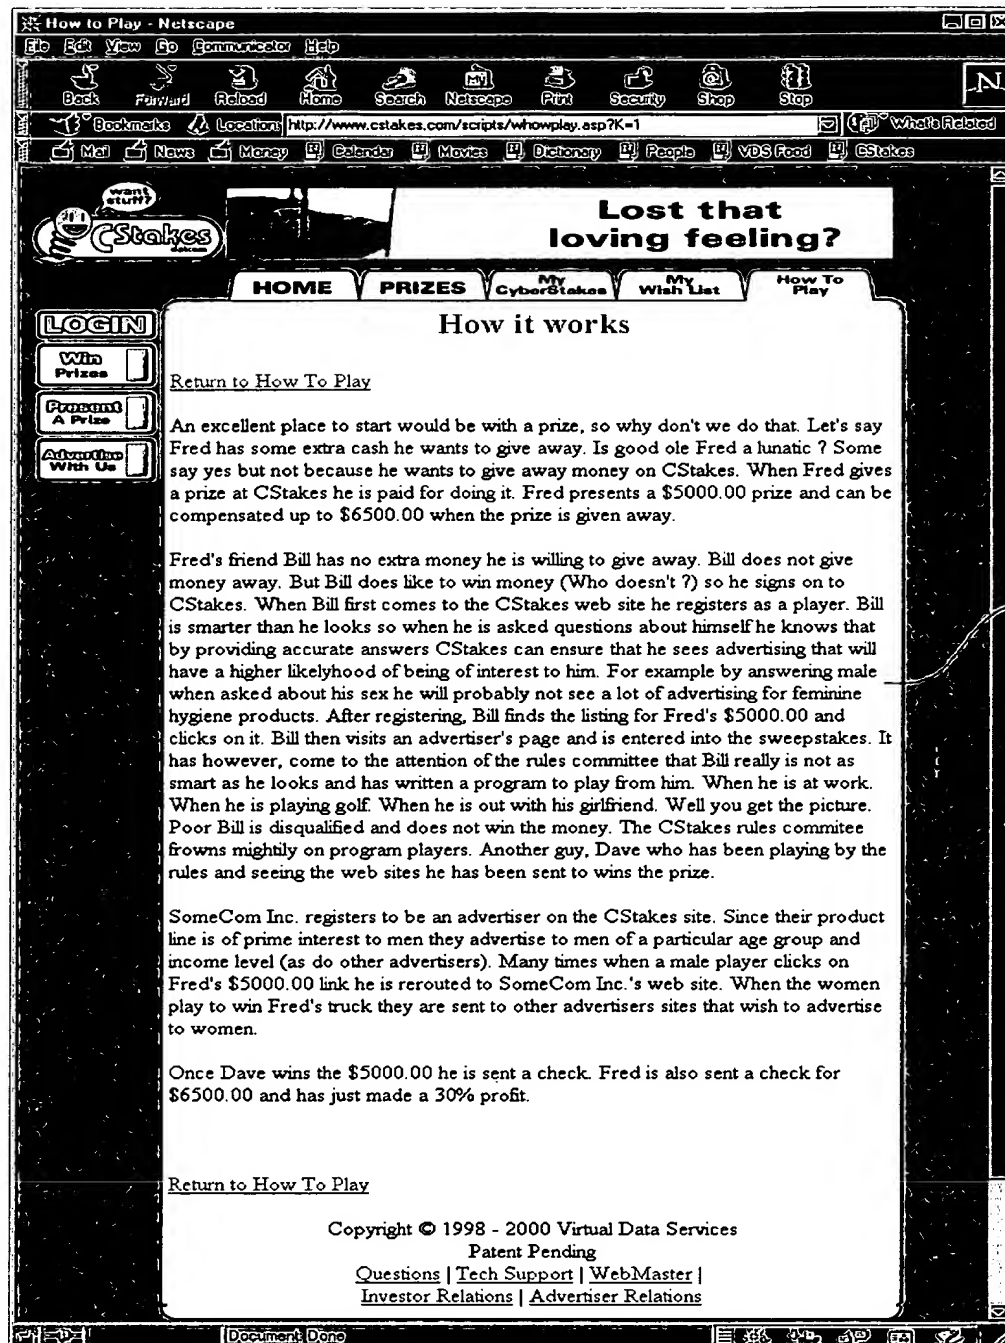 How to Play - Netscape
File Edit View Go Communicator Help
Back Forward Reload Home Search Netscape Print Security Shop Stop
My
N
Bookmarks Location: http://www.cstakes.com/scripts/whowplay.asp?K=1 What's Related
Mail News Money Calendar Movies Dictionary People VDS Food CStakes
want
stuff?
CStakes
dotcom
Lost that
loving feeling?
HOME PRIZES My CyberStakes My Wish List How To Play
LOGIN
Win
Prizes
Present
A Prize
Advertise
With Us
How it works
Return to How To Play
An excellent place to start would be with a prize, so why don't we do that. Let's say
Fred has some extra cash he wants to give away. Is good ole Fred a lunatic ? Some
say yes but not because he wants to give away money on CStakes. When Fred gives
a prize at CStakes he is paid for doing it. Fred presents a $5000.00 prize and can be
compensated up to $6500.00 when the prize is given away.
Fred's friend Bill has no extra money he is willing to give away. Bill does not give
money away. But Bill does like to win money (Who doesn't ?) so he signs on to
CStakes. When Bill first comes to the CStakes web site he registers as a player. Bill
is smarter than he looks so when he is asked questions about himself he knows that
by providing accurate answers CStakes can ensure that he sees advertising that will
have a higher likelyhood of being of interest to him. For example by answering male
when asked about his sex he will probably not see a lot of advertising for feminine
hygiene products. After registering, Bill finds the listing for Fred's $5000.00 and
clicks on it. Bill then visits an advertiser's page and is entered into the sweepstakes. It
has however, come to the attention of the rules committee that Bill really is not as
smart as he looks and has written a program to play from him. When he is at work.
When he is playing golf. When he is out with his girlfriend. Well you get the picture.
Poor Bill is disqualified and does not win the money. The CStakes rules commitee
frowns mightily on program players. Another guy, Dave who has been playing by the
rules and seeing the web sites he has been sent to wins the prize.
SomeCom Inc. registers to be an advertiser on the CStakes site. Since their product
line is of prime interest to men they advertise to men of a particular age group and
income level (as do other advertisers). Many times when a male player clicks on
Fred's $5000.00 link he is rerouted to SomeCom Inc.'s web site. When the women
play to win Fred's truck they are sent to other advertisers sites that wish to advertise
to women.
Once Dave wins the $5000.00 he is sent a check. Fred is also sent a check for
$6500.00 and has just made a 30% profit.
Return to How To Play
Copyright © 1998 - 2000 Virtual Data Services
Patent Pending
Questions | Tech Support | WebMaster |
Investor Relations | Advertiser Relations
Document: Done